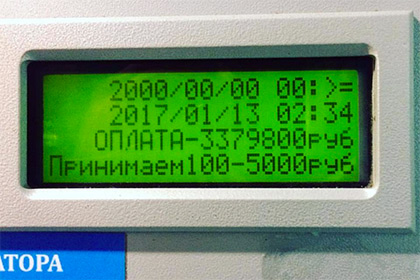 2000/00/00 00:>=
2017/01/13 02:34
ОПЛАТА-3379800руб
Принимаем100-5000руб
АТОРА